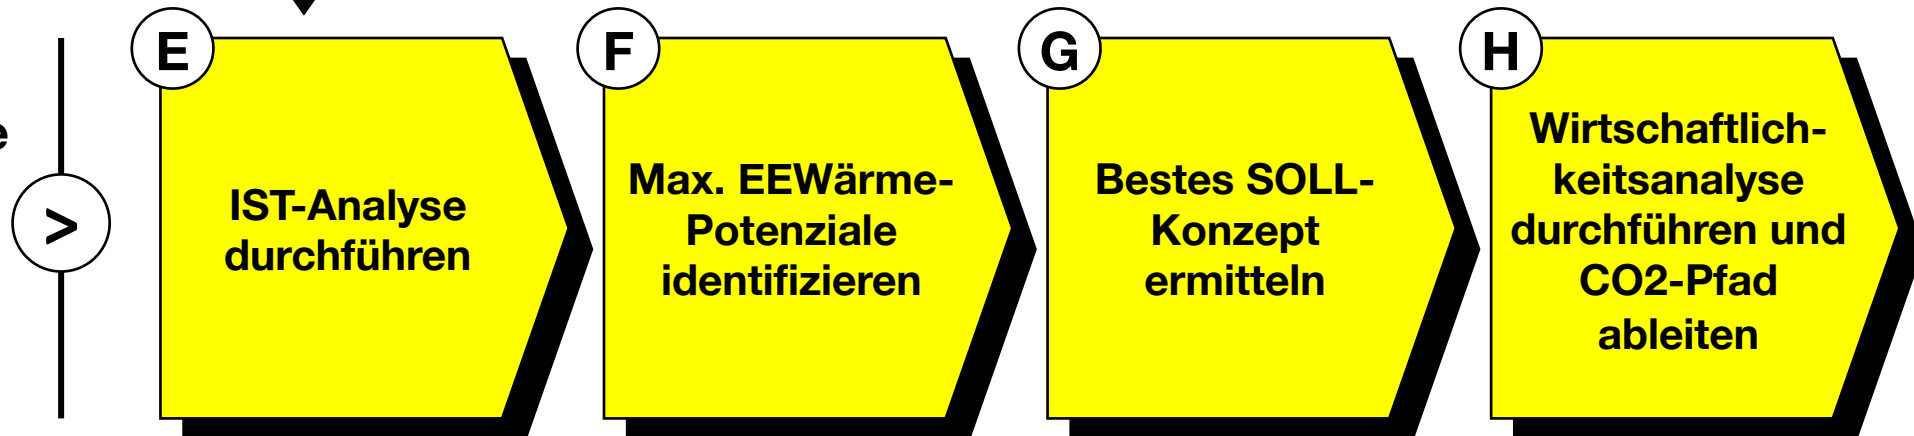 e
>
E
IST-Analyse
durchführen
F
Max. EEWärme-
Potenziale
identifizieren
G
Bestes SOLL-
Konzept
ermitteln
H
Wirtschaftlich-
keitsanalyse
durchführen und
CO2-Pfad
ableiten